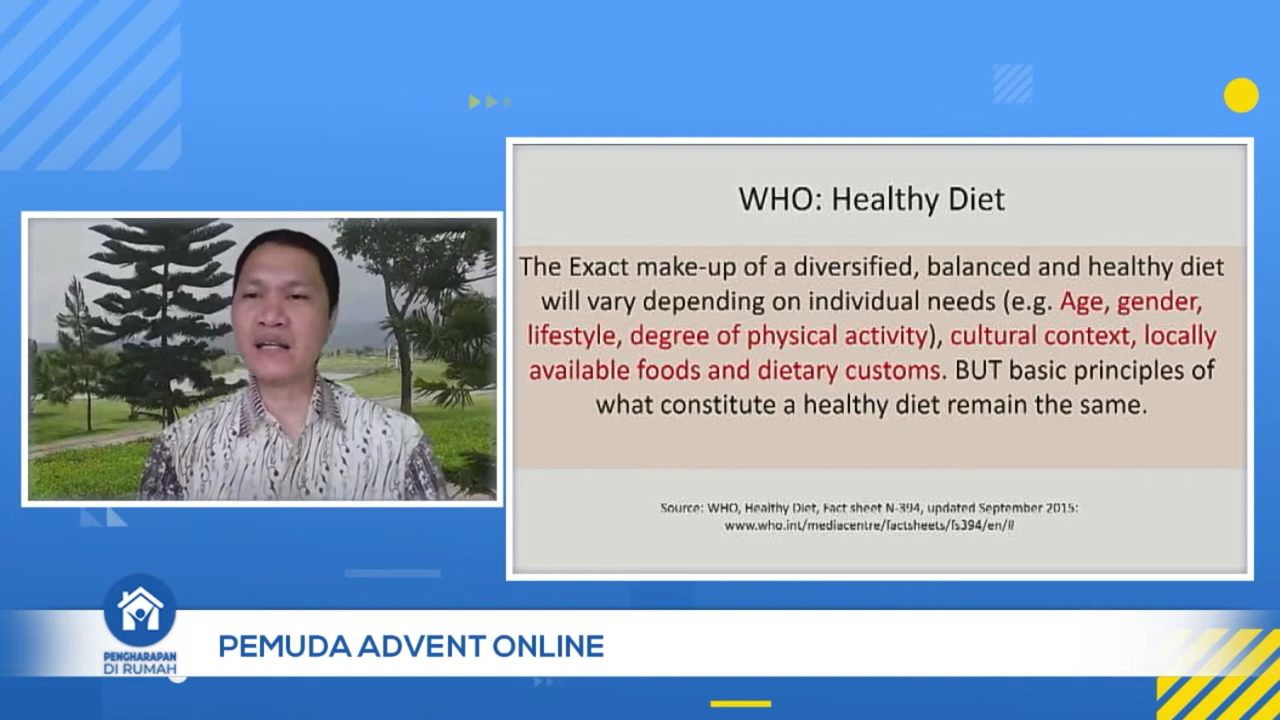 WHO: Healthy Diet
The Exact make-up of a diversified, balanced and healthy diet
will vary depending on individual needs (e.g. Age, gender,
lifestyle, degree of physical activity), cultural context, locally
available foods and dietary customs. BUT basic principles of
what constitute a healthy diet remain the same.
Source: WHO, Healthy Diet, Fact sheet N-394, updated September 2015:
www.who.int/mediacentre/factsheets/fs394/en/#
PENGHARAPAN
DI RUMAH
PEMUDA ADVENT ONLINE